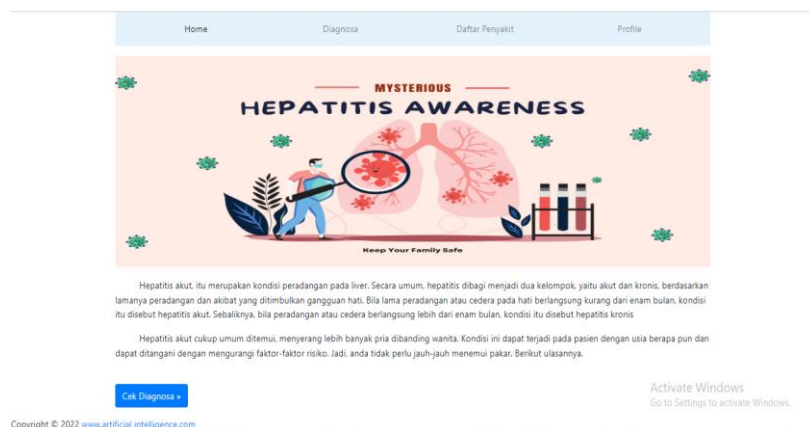 Home Diagnosa Daftar Penyakit Profile
MYSTERIOUS
HEPATITIS AWARENESS
Keep Your Family Safe
Hepatitis akut, itu merupakan kondisi peradangan pada liver. Secara umum, hepatitis dibagi menjadi dua kelompok, yaitu akut dan kronis, berdasarkan
lamanya peradangan dan akibat yang ditimbulkan gangguan hati. Bila lama peradangan atau cedera pada hati berlangsung kurang dari enam bulan, kondisi
itu disebut hepatitis akut. Sebaliknya, bila peradangan atau cedera berlangsung lebih dari enam bulan, kondisi itu disebut hepatitis kronis
Hepatitis akut cukup umum ditemui, menyerang lebih banyak pria dibanding wanita. Kondisi ini dapat terjadi pada pasien dengan usia berapa pun dan
dapat ditangani dengan mengurangi faktor-faktor risiko. Jadi, anda tidak perlu jauh-jauh menemui pakar. Berikut ulasannya.
Cek Diagnosa »
Activate Windows
Go to Settings to activate Windows.
Copyright © 2022 www.artificial intelligence.com